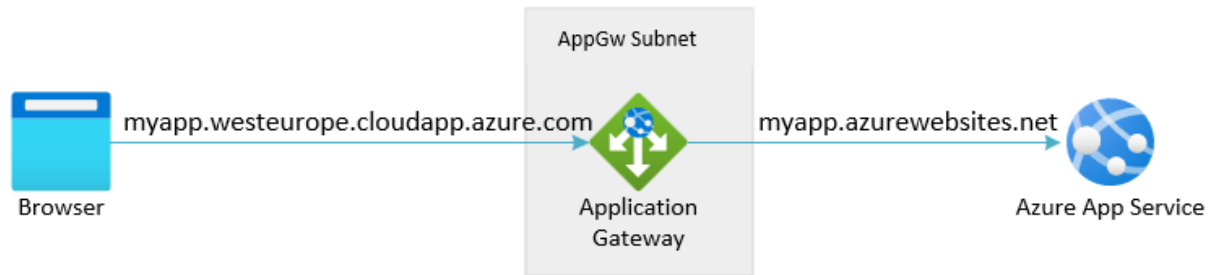 AppGw Subnet
myapp.westeurope.cloudapp.azure.com
myapp.azurewebsites.net
Browser
Application
Gateway
Azure App Service